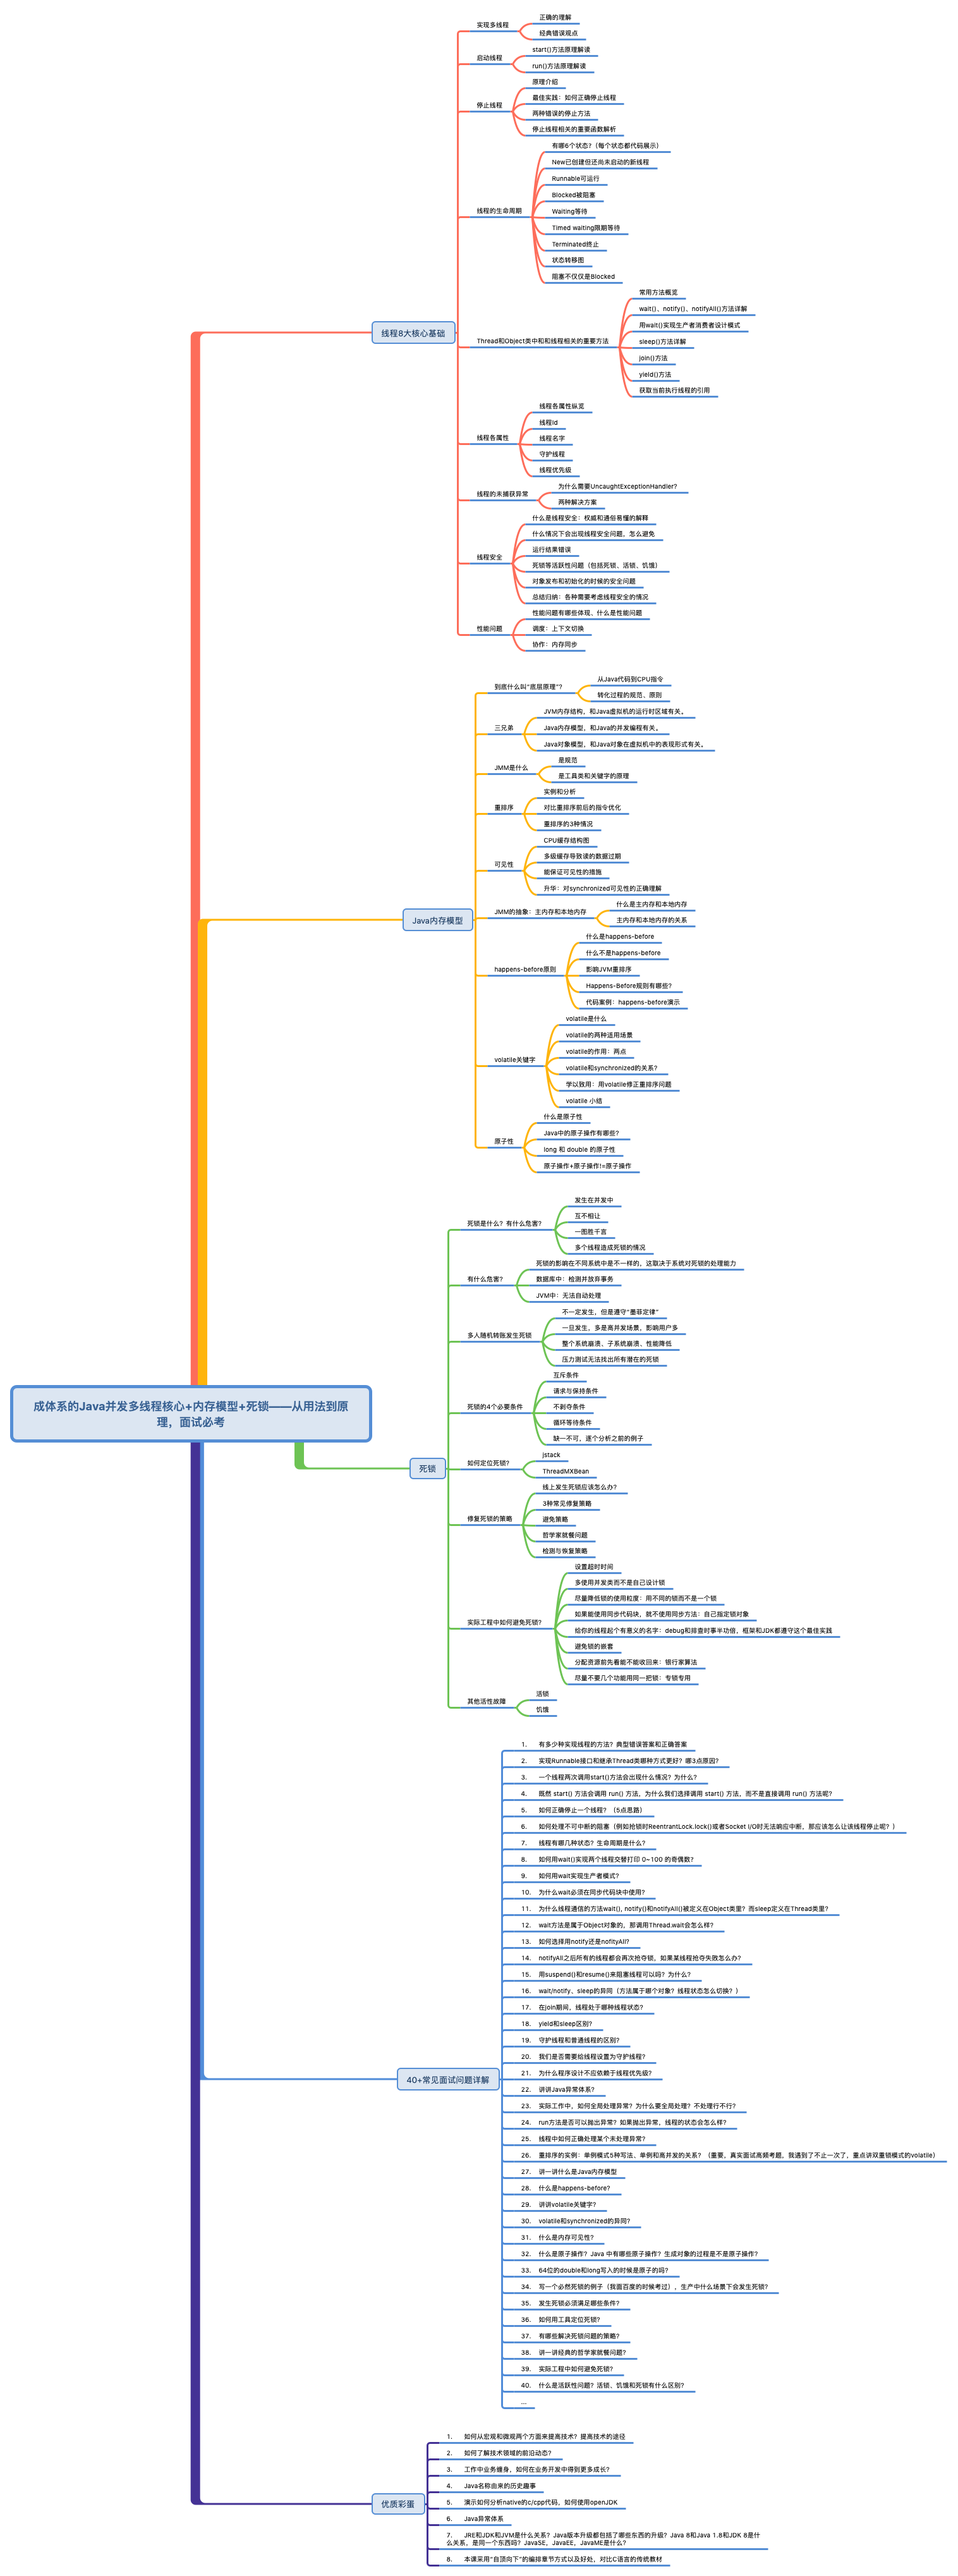 成体系的Java并发多线程核心+内存模型+死锁——从用法到原
理，面试必考
线程8大核心基础
实现多线程
正确的理解
经典错误观点
启动线程
start()方法原理解读
run()方法原理解读
停止线程
原理介绍
最佳实践：如何正确停止线程
两种错误的停止方法
停止线程相关的重要函数解析
线程的生命周期
有哪6个状态？（每个状态都代码展示）
New已创建但还尚未启动的新线程
Runnable可运行
Blocked被阻塞
Waiting等待
Timed waiting限期等待
Terminated终止
状态转移图
阻塞不仅仅是Blocked
Thread和Object类中和和线程相关的重要方法
常用方法概览
wait()、notify()、notifyAll()方法详解
用wait()实现生产者消费者设计模式
sleep()方法详解
join()方法
yield()方法
获取当前执行线程的引用
线程各属性
线程各属性纵览
线程Id
线程名字
守护线程
线程优先级
线程的未捕获异常
为什么需要UncaughtExceptionHandler?
两种解决方案
线程安全
什么是线程安全：权威和通俗易懂的解释
什么情况下会出现线程安全问题，怎么避免
运行结果错误
死锁等活跃性问题（包括死锁、活锁、饥饿）
对象发布和初始化的时候的安全问题
总结归纳：各种需要考虑线程安全的情况
性能问题
性能问题有哪些体现、什么是性能问题
调度：上下文切换
协作：内存同步
Java内存模型
到底什么叫“底层原理”？
从Java代码到CPU指令
转化过程的规范、原则
三兄弟
JVM内存结构，和Java虚拟机的运行时区域有关。
Java内存模型，和Java的并发编程有关。
Java对象模型，和Java对象在虚拟机中的表现形式有关。
JMM是什么
是规范
是工具类和关键字的原理
重排序
实例和分析
对比重排序前后的指令优化
重排序的3种情况
可见性
CPU缓存结构图
多级缓存导致读的数据过期
能保证可见性的措施
升华：对synchronized可见性的正确理解
JMM的抽象：主内存和本地内存
什么是主内存和本地内存
主内存和本地内存的关系
happens-before原则
什么是happens-before
什么不是happens-before
影响JVM重排序
Happens-Before规则有哪些?
代码案例：happens-before演示
volatile关键字
volatile是什么
volatile的两种适用场景
volatile的作用：两点
volatile和synchronized的关系?
学以致用：用volatile修正重排序问题
volatile 小结
原子性
什么是原子性
Java中的原子操作有哪些?
long 和 double 的原子性
原子操作+原子操作!=原子操作
死锁
死锁是什么？有什么危害？
发生在并发中
互不相让
一图胜千言
多个线程造成死锁的情况
有什么危害?
死锁的影响在不同系统中是不一样的，这取决于系统对死锁的处理能力
数据库中：检测并放弃事务
JVM中：无法自动处理
多人随机转账发生死锁
不一定发生，但是遵守“墨菲定律”
一旦发生，多是高并发场景，影响用户多
整个系统崩溃、子系统崩溃、性能降低
压力测试无法找出所有潜在的死锁
死锁的4个必要条件
互斥条件
请求与保持条件
不剥夺条件
循环等待条件
缺一不可，逐个分析之前的例子
如何定位死锁?
jstack
ThreadMXBean
修复死锁的策略
线上发生死锁应该怎么办?
3种常见修复策略
避免策略
哲学家就餐问题
检测与恢复策略
实际工程中如何避免死锁?
设置超时时间
多使用并发类而不是自己设计锁
尽量降低锁的使用粒度：用不同的锁而不是一个锁
如果能使用同步代码块，就不使用同步方法：自己指定锁对象
给你的线程起个有意义的名字：debug和排查时事半功倍，框架和JDK都遵守这个最佳实践
避免锁的嵌套
分配资源前先看能不能收回来：银行家算法
尽量不要几个功能用同一把锁：专锁专用
其他活性故障
活锁
饥饿
40+常见面试问题详解
1. 有多少种实现线程的方法？典型错误答案和正确答案
2. 实现Runnable接口和继承Thread类哪种方式更好？哪3点原因?
3. 一个线程两次调用start()方法会出现什么情况？为什么?
4. 既然 start() 方法会调用 run() 方法，为什么我们选择调用 start() 方法，而不是直接调用 run() 方法呢?
5. 如何正确停止一个线程？（5点思路）
6. 如何处理不可中断的阻塞（例如抢锁时ReentrantLock.lock()或者Socket I/O时无法响应中断，那应该怎么让该线程停止呢？）
7. 线程有哪几种状态？生命周期是什么?
8. 如何用wait()实现两个线程交替打印 0~100 的奇偶数?
9. 如何用wait实现生产者模式?
10. 为什么wait必须在同步代码块中使用?
11. 为什么线程通信的方法wait(), notify()和notifyAll()被定义在Object类里？而sleep定义在Thread类里?
12. wait方法是属于Object对象的，那调用Thread.wait会怎么样?
13. 如何选择用notify还是nofityAll?
14. notifyAll之后所有的线程都会再次抢夺锁，如果某线程抢夺失败怎么办?
15. 用suspend()和resume()来阻塞线程可以吗？为什么?
16. wait/notify、sleep的异同（方法属于哪个对象？线程状态怎么切换？）
17. 在join期间，线程处于哪种线程状态?
18. yield和sleep区别?
19. 守护线程和普通线程的区别?
20. 我们是否需要给线程设置为守护线程?
21. 为什么程序设计不应依赖于线程优先级?
22. 讲讲Java异常体系?
23. 实际工作中，如何全局处理异常？为什么要全局处理？不处理行不行?
24. run方法是否可以抛出异常？如果抛出异常，线程的状态会怎么样?
25. 线程中如何正确处理某个未处理异常?
26. 重排序的实例：单例模式5种写法、单例和高并发的关系？（重要，真实面试高频考题，我遇到了不止一次了，重点讲双重锁模式的volatile）
27. 讲一讲什么是Java内存模型
28. 什么是happens-before?
29. 讲讲volatile关键字?
30. volatile和synchronized的异同?
31. 什么是内存可见性?
32. 什么是原子操作？Java 中有哪些原子操作？生成对象的过程是不是原子操作?
33. 64位的double和long写入的时候是原子的吗?
34. 写一个必然死锁的例子（我面百度的时候考过），生产中什么场景下会发生死锁?
35. 发生死锁必须满足哪些条件?
36. 如何用工具定位死锁?
37. 有哪些解决死锁问题的策略?
38. 讲一讲经典的哲学家就餐问题?
39. 实际工程中如何避免死锁?
40. 什么是活跃性问题？活锁、饥饿和死锁有什么区别?
...
优质彩蛋
1. 如何从宏观和微观两个方面来提高技术？提高技术的途径
2. 如何了解技术领域的前沿动态?
3. 工作中业务缠身，如何在业务开发中得到更多成长?
4. Java名称由来的历史趣事
5. 演示如何分析native的c/cpp代码，如何使用openJDK
6. Java异常体系
7. JRE和JDK和JVM是什么关系？Java版本升级都包括了哪些东西的升级？Java 8和Java 1.8和JDK 8是什
么关系，是同一个东西吗？JavaSE，JavaEE，JavaME是什么?
8. 本课采用“自顶向下”的编排章节方式以及好处，对比C语言的传统教材